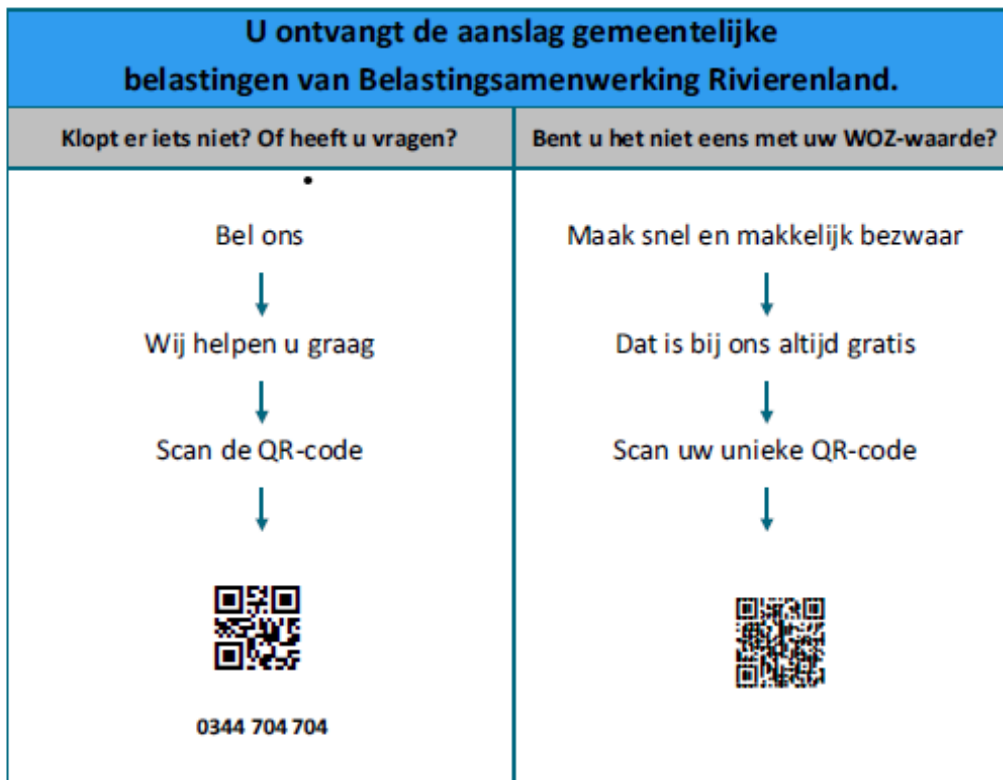 U ontvangt de aanslag gemeentelijke
belastingen van Belastingsamenwerking Rivierenland.
Klopt er iets niet? Of heeft u vragen?
Bel ons
Wij helpen u graag
Scan de QR-code
0344 704 704
Bent u het niet eens met uw WOZ-waarde?
Maak snel en makkelijk bezwaar
Dat is bij ons altijd gratis
Scan uw unieke QR-code